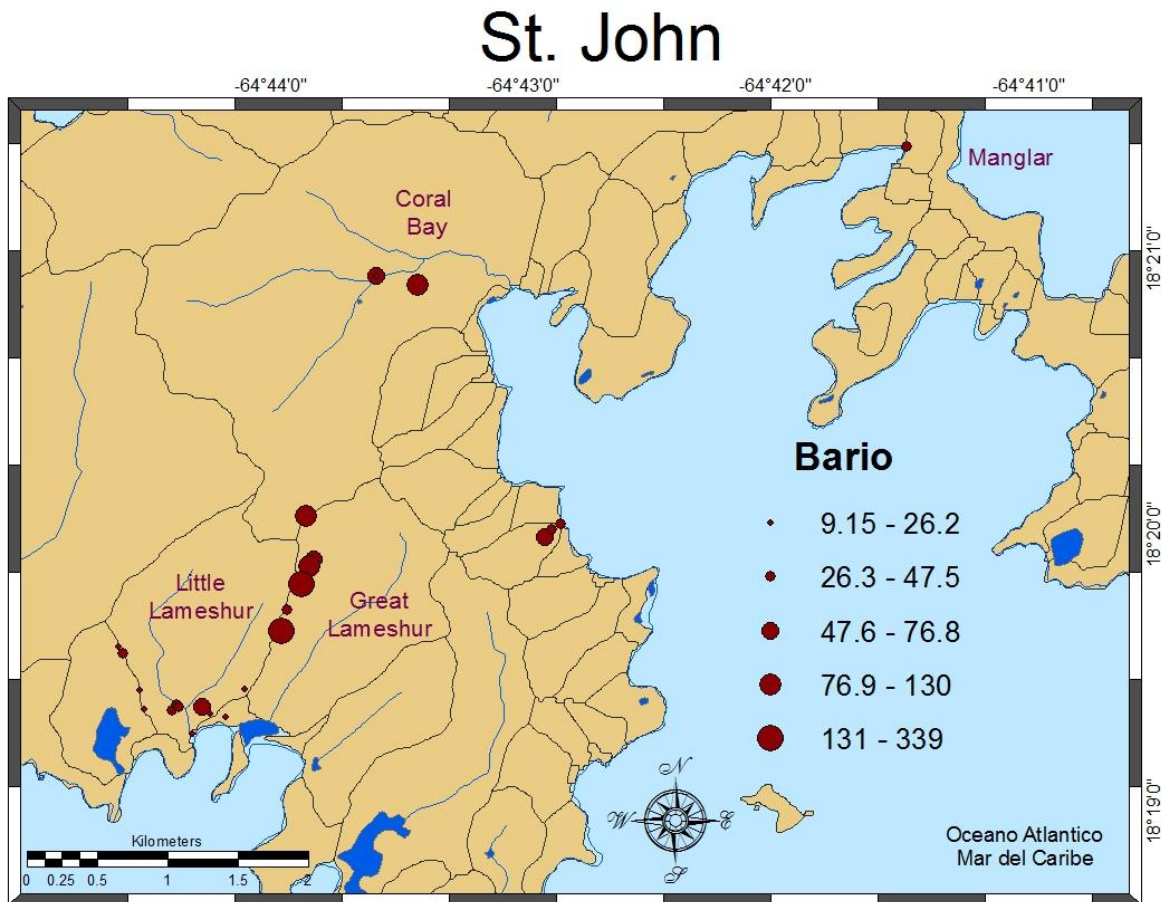 St. John
-64°44'0"
-64°43'0"
-64°42'0"
-64°41'0"
Manglar
Coral
Bay
18°21'0"
Bario
9.15 - 26.2
26.3 - 47.5
47.6 - 76.8
76.9 - 130
131 - 339
18°20'0"
Little
Lameshur
Great
Lameshur
N
W
E
S
18°19'0"
Kilometers
0 0.25 0.5 1 1.5 2
Oceano Atlantico
Mar del Caribe